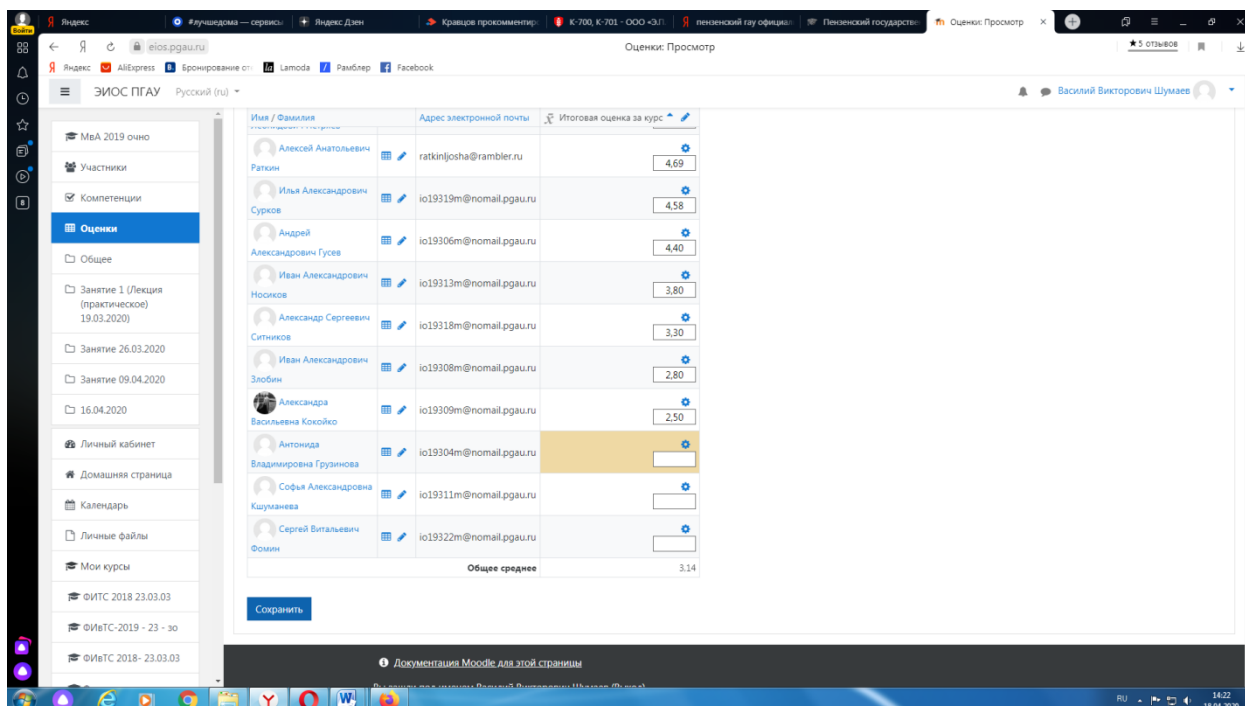 Войти
Яндекс
#лучшедома — сервисы
Яндекс Дзен
Кравцов прокомментиро
К-700, К-701 - ООО «Э.П.
пензенский гау официал
Пензенский государстве
Оценки: Просмотр
eios.pgau.ru
Оценки: Просмотр
★5 отзывов
Яндекс
AliExpress
Бронирование от
Lamoda
Рамблер
Facebook
ЭИОС ПГАУ
Русский (ru)
Василий Викторович Шумаев
МвА 2019 очно
Участники
Компетенции
Оценки
Общее
Занятие 1 (Лекция
(практическое)
19.03.2020)
Занятие 26.03.2020
Занятие 09.04.2020
16.04.2020
Личный кабинет
Домашняя страница
Календарь
Личные файлы
Мои курсы
ФИТС 2018 23.03.03
ФИвТС-2019 - 23 - зо
ФИвТС 2018- 23.03.03
Имя / Фамилия
Адрес электронной почты
Итоговая оценка за курс
Алексей Анатольевич
Раткин
ratkinljosha@rambler.ru
4,69
Илья Александрович
Сурков
io19319m@nomail.pgau.ru
4,58
Андрей
Александрович Гусев
io19306m@nomail.pgau.ru
4,40
Иван Александрович
Носиков
io19313m@nomail.pgau.ru
3,80
Александр Сергеевич
Ситников
io19318m@nomail.pgau.ru
3,30
Иван Александрович
Злобин
io19308m@nomail.pgau.ru
2,80
Александра
Васильевна Кокойко
io19309m@nomail.pgau.ru
2,50
Антонида
Владимировна Грузинова
io19304m@nomail.pgau.ru
Софья Александровна
Кшуманева
io19311m@nomail.pgau.ru
Сергей Витальевич
Фомин
io19322m@nomail.pgau.ru
Общее среднее
3,14
Сохранить
Документация Moodle для этой страницы
RU
14:22
18.04.2020